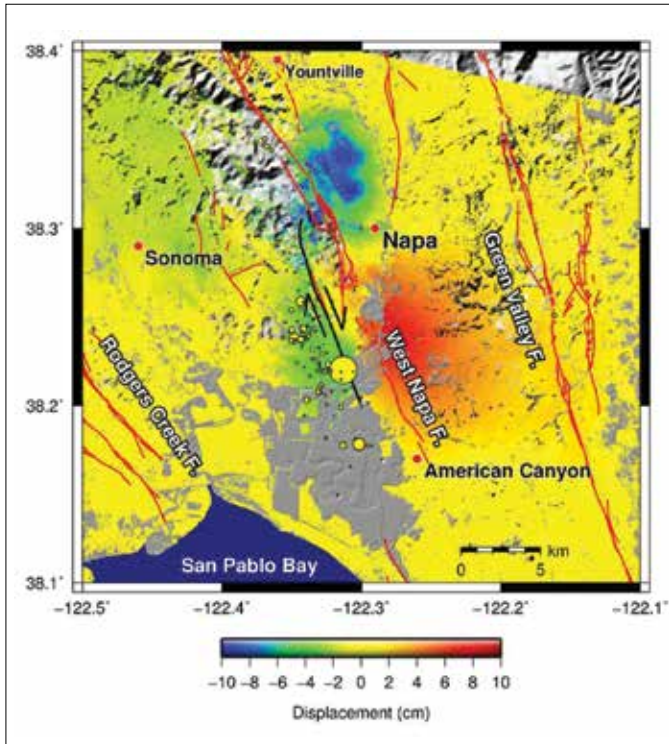 38.4°
Yountville
38.3°
Napa
Sonoma
Green Valley F.
Rodgers Creek F.
West Napa F.
38.2°
American Canyon
San Pablo Bay
km
0 5
38.1°
-122.5° -122.4° -122.3° -122.2° -122.1°
-10 -8 -6 -4 -2 0 2 4 6 8 10
Displacement (cm)